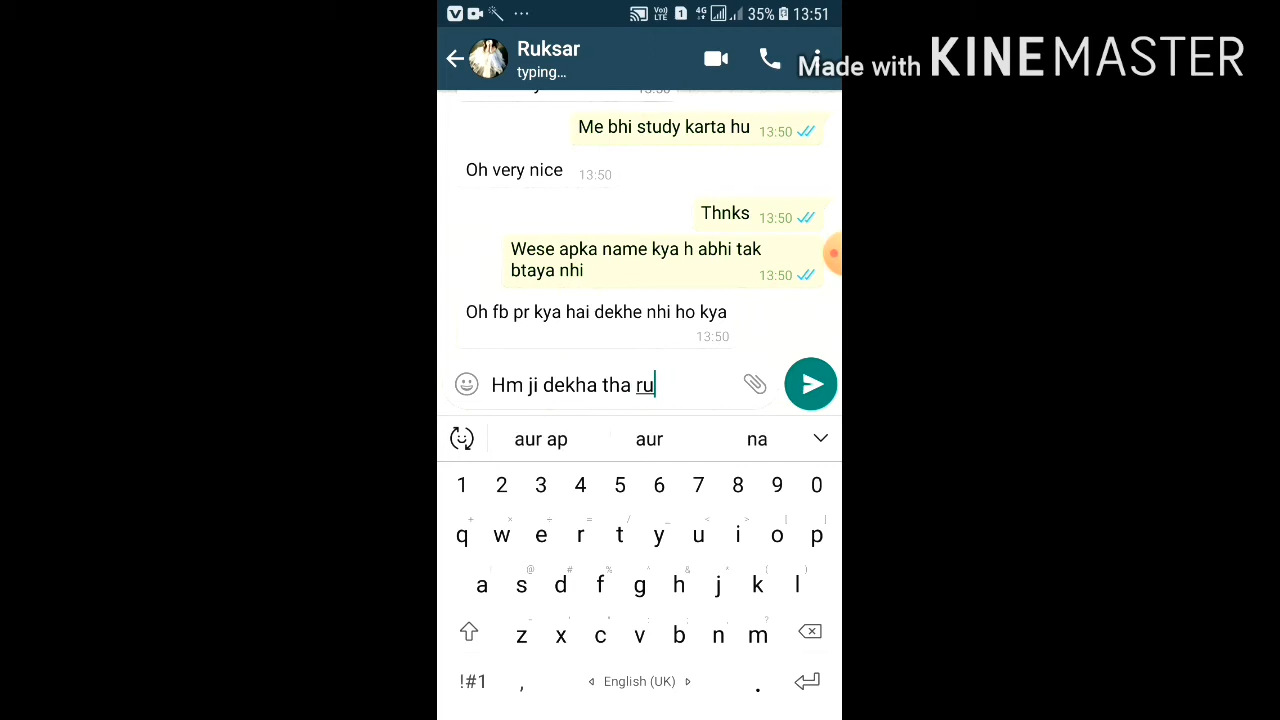 35% 13:51
Ruksar
typing...
Made with KINEMASTER
Me bhi study karta hu 13:50
Oh very nice 13:50
Thnks 13:50
Wese apka name kya h abhi tak
btaya nhi 13:50
Oh fb pr kya hai dekhe nhi ho kya
13:50
Hm ji dekha tha ru
aur ap aur na
1 2 3 4 5 6 7 8 9 0
q w e r t y u i o p
a s d f g h j k l
z x c v b n m
!#1 , English (UK) .